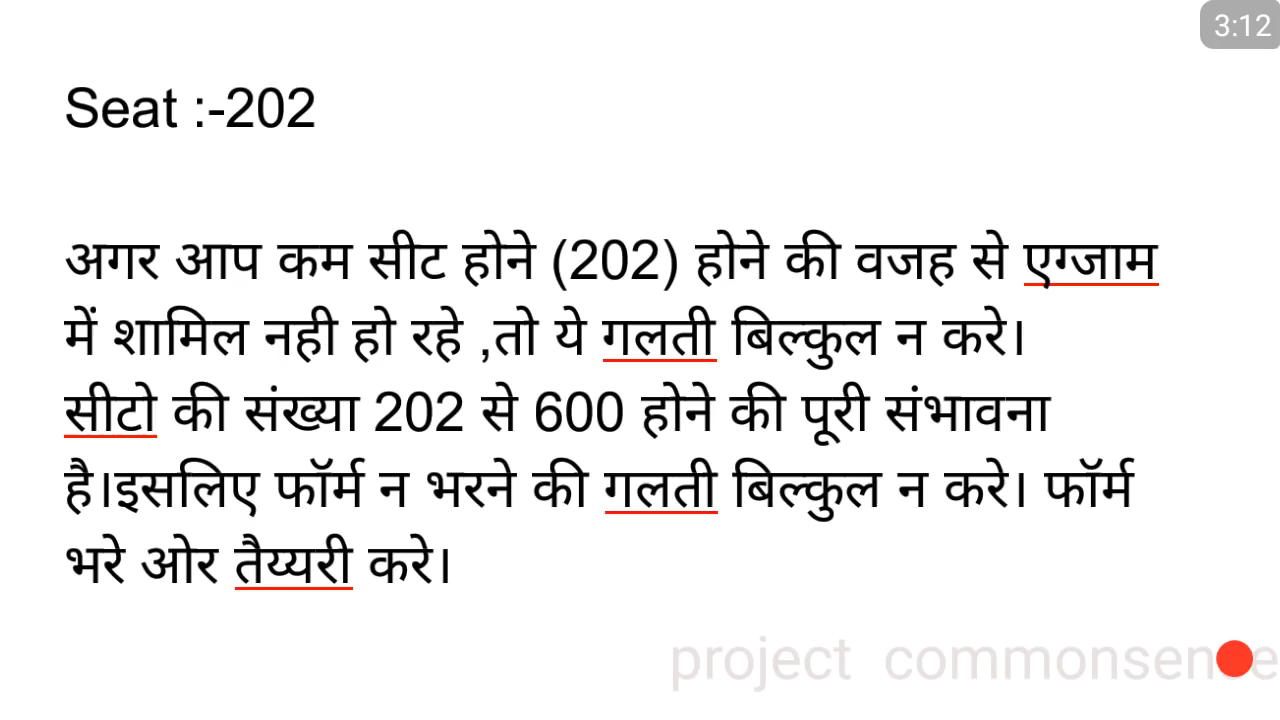 3:12
Seat :-202
अगर आप कम सीट होने (202) होने की वजह से एग्जाम
में शामिल नही हो रहे ,तो ये गलती बिल्कुल न करे।
सीटो की संख्या 202 से 600 होने की पूरी संभावना
है।इसलिए फॉर्म न भरने की गलती बिल्कुल न करे। फॉर्म
भरे ओर तैय्यरी करे।
project commonsense